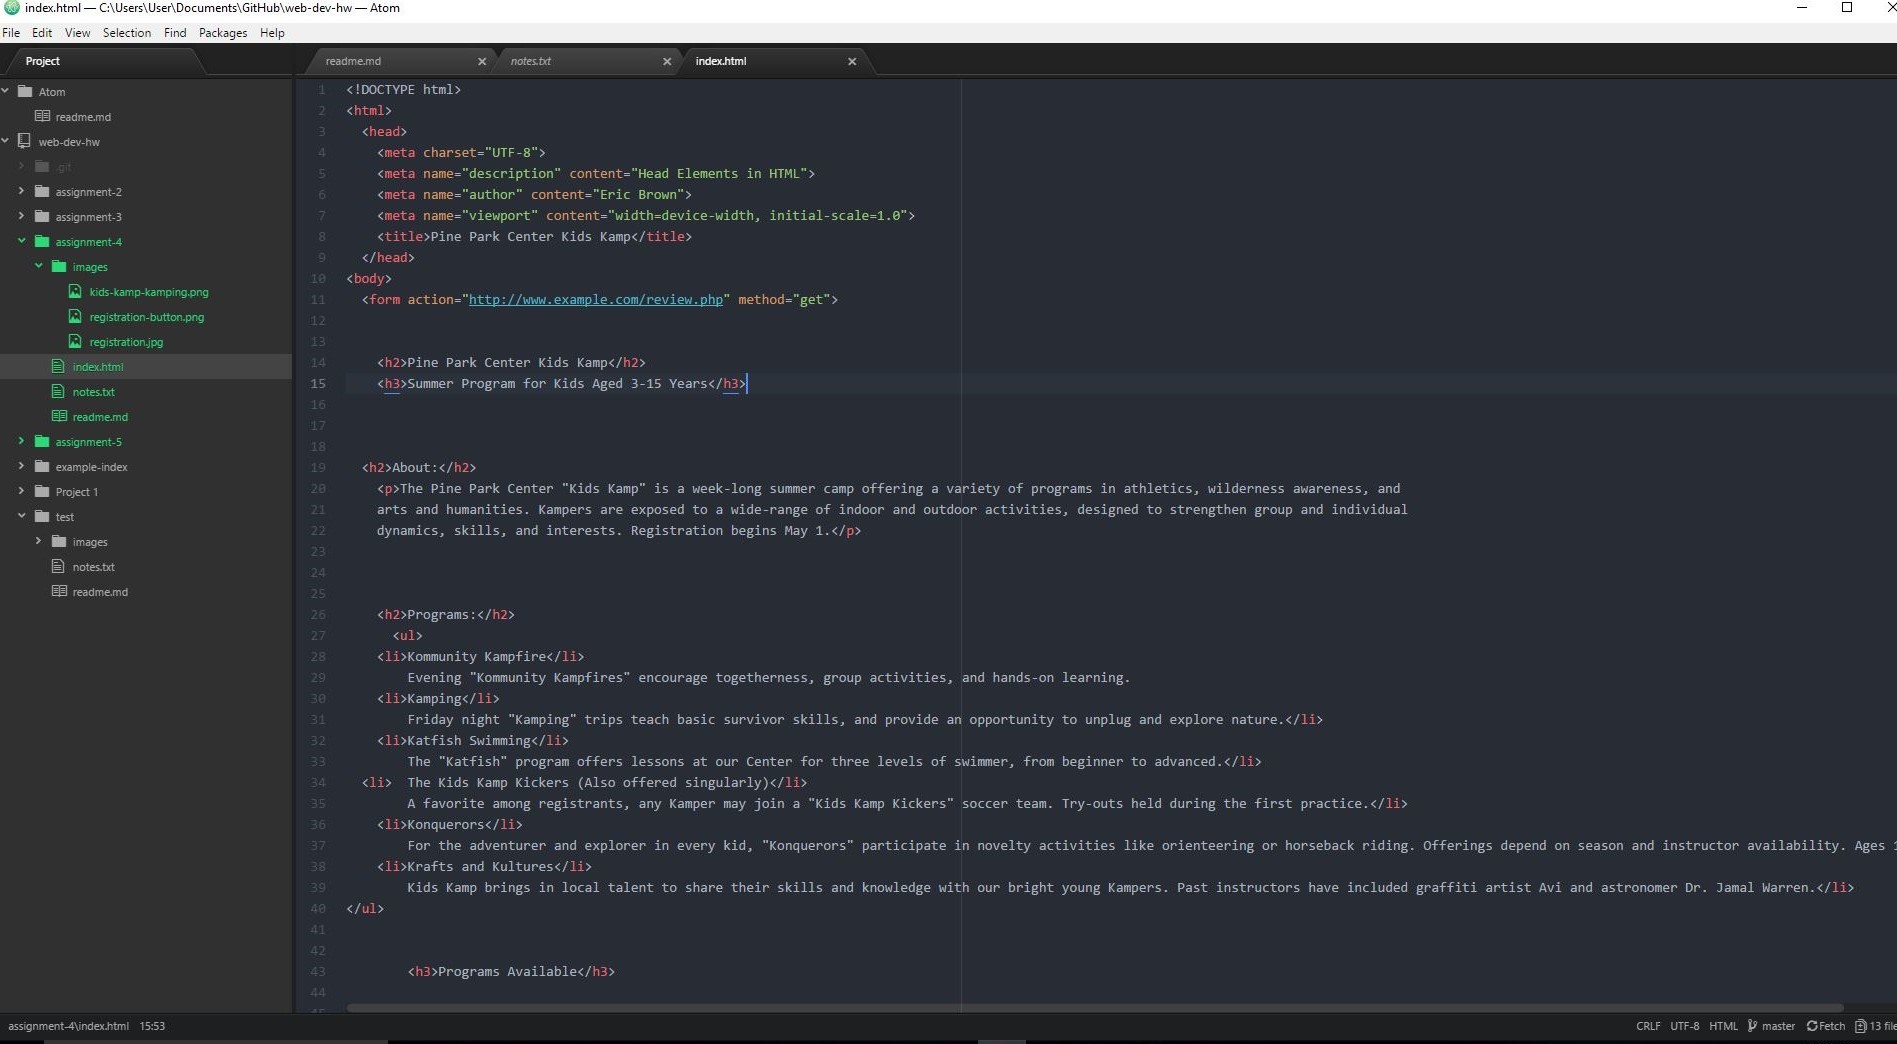 index.html — C:\Users\User\Documents\GitHub\web-dev-hw — Atom
File Edit View Selection Find Packages Help
Project
readme.md
notes.txt
index.html
Atom
readme.md
web-dev-hw
.git
assignment-2
assignment-3
assignment-4
images
kids-kamp-kamping.png
registration-button.png
registration.jpg
index.html
notes.txt
readme.md
assignment-5
example-index
Project 1
test
images
notes.txt
readme.md
1 <!DOCTYPE html>
2 <html>
3 <head>
4 <meta charset="UTF-8">
5 <meta name="description" content="Head Elements in HTML">
6 <meta name="author" content="Eric Brown">
7 <meta name="viewport" content="width=device-width, initial-scale=1.0">
8 <title>Pine Park Center Kids Kamp</title>
9 </head>
10 <body>
11 <form action="http://www.example.com/review.php" method="get">
12
13
14 <h2>Pine Park Center Kids Kamp</h2>
15 <h3>Summer Program for Kids Aged 3-15 Years</h3>
16
17
18
19 <h2>About:</h2>
20 <p>The Pine Park Center "Kids Kamp" is a week-long summer camp offering a variety of programs in athletics, wilderness awareness, and
21 arts and humanities. Kampers are exposed to a wide-range of indoor and outdoor activities, designed to strengthen group and individual
22 dynamics, skills, and interests. Registration begins May 1.</p>
23
24
25
26 <h2>Programs:</h2>
27 <ul>
28 <li>Kommunity Kampfire</li>
29 Evening "Kommunity Kampfires" encourage togetherness, group activities, and hands-on learning.
30 <li>Kamping</li>
31 Friday night "Kamping" trips teach basic survivor skills, and provide an opportunity to unplug and explore nature.</li>
32 <li>Katfish Swimming</li>
33 The "Katfish" program offers lessons at our Center for three levels of swimmer, from beginner to advanced.</li>
34 <li> The Kids Kamp Kickers (Also offered singularly)</li>
35 A favorite among registrants, any Kamper may join a "Kids Kamp Kickers" soccer team. Try-outs held during the first practice.</li>
36 <li>Konquerors</li>
37 For the adventurer and explorer in every kid, "Konquerors" participate in novelty activities like orienteering or horseback riding. Offerings depend on season and instructor availability. Ages 1
38 <li>Krafts and Kultures</li>
39 Kids Kamp brings in local talent to share their skills and knowledge with our bright young Kampers. Past instructors have included graffiti artist Avi and astronomer Dr. Jamal Warren.</li>
40 </ul>
41
42
43 <h3>Programs Available</h3>
44
assignment-4\index.html 15:53
CRLF UTF-8 HTML master Fetch 13 file